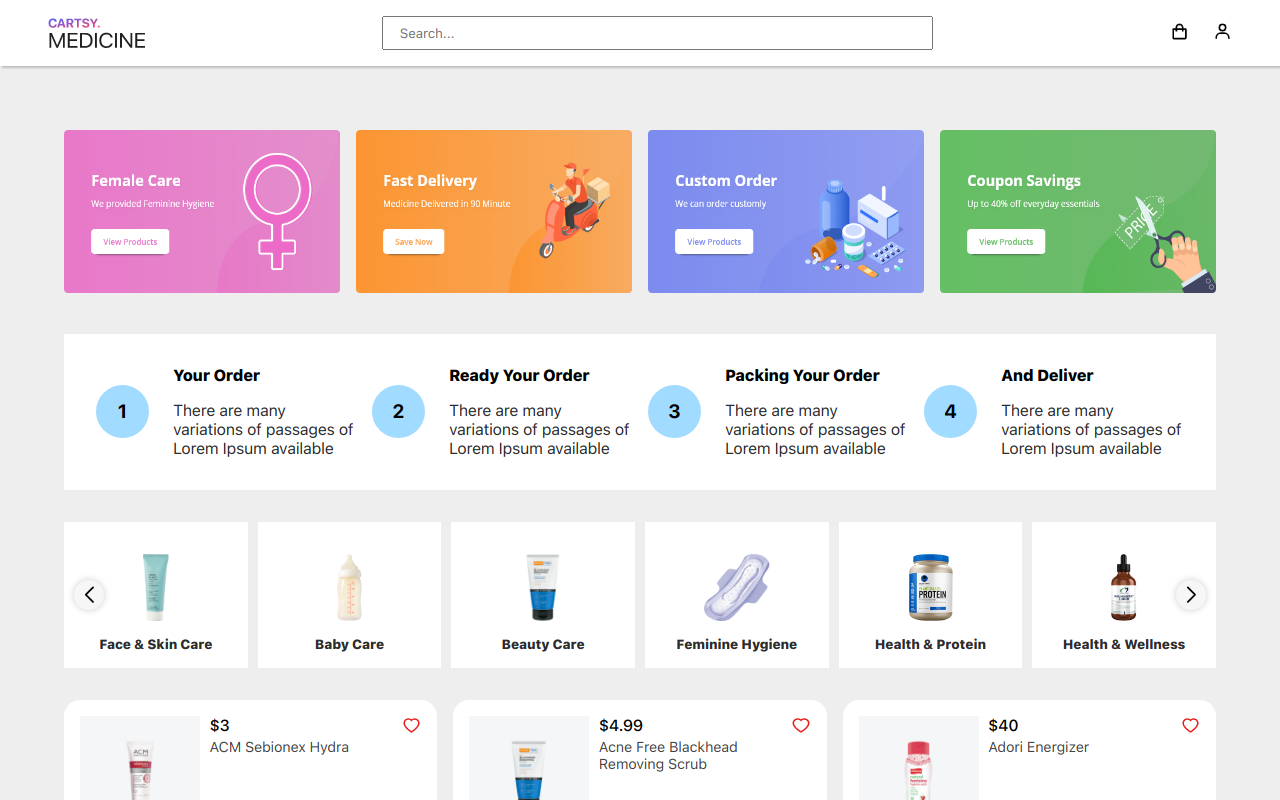 CARTSY.
MEDICINE
Search...
Female Care
We provided Feminine Hygiene
View Products
Fast Delivery
Medicine Delivered in 90 Minute
Save Now
Custom Order
We can order customly
View Products
Coupon Savings
Up to 40% off everyday essentials
View Products
PRICE
1
Your Order
There are many
variations of passages of
Lorem Ipsum available
2
Ready Your Order
There are many
variations of passages of
Lorem Ipsum available
3
Packing Your Order
There are many
variations of passages of
Lorem Ipsum available
4
And Deliver
There are many
variations of passages of
Lorem Ipsum available
Face & Skin Care
Baby Care
Beauty Care
PROTEIN
Feminine Hygiene
Health & Protein
Health & Wellness
$3
ACM Sebionex Hydra
ACM
$4.99
Acne Free Blackhead
Removing Scrub
$40
Adori Energizer